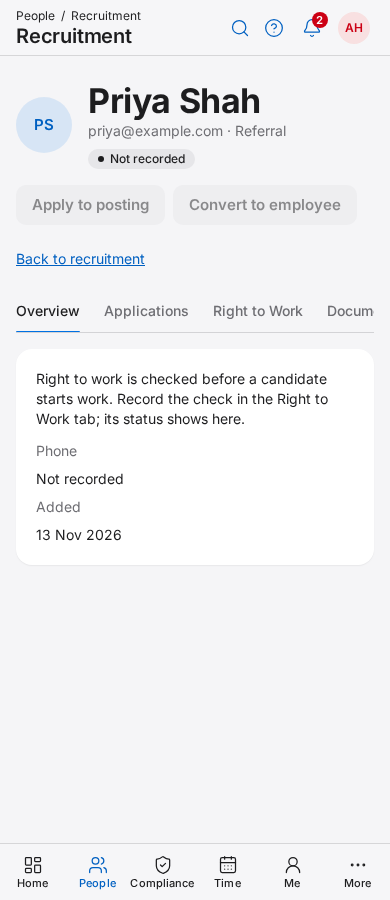 People / Recruitment
Recruitment
2
AH
PS
Priya Shah
priya@example.com · Referral
Not recorded
Apply to posting
Convert to employee
Back to recruitment
Overview
Applications
Right to Work
Docume
Right to work is checked before a candidate
starts work. Record the check in the Right to
Work tab; its status shows here.
Phone
Not recorded
Added
13 Nov 2026
Home
People
Compliance
Time
Me
More